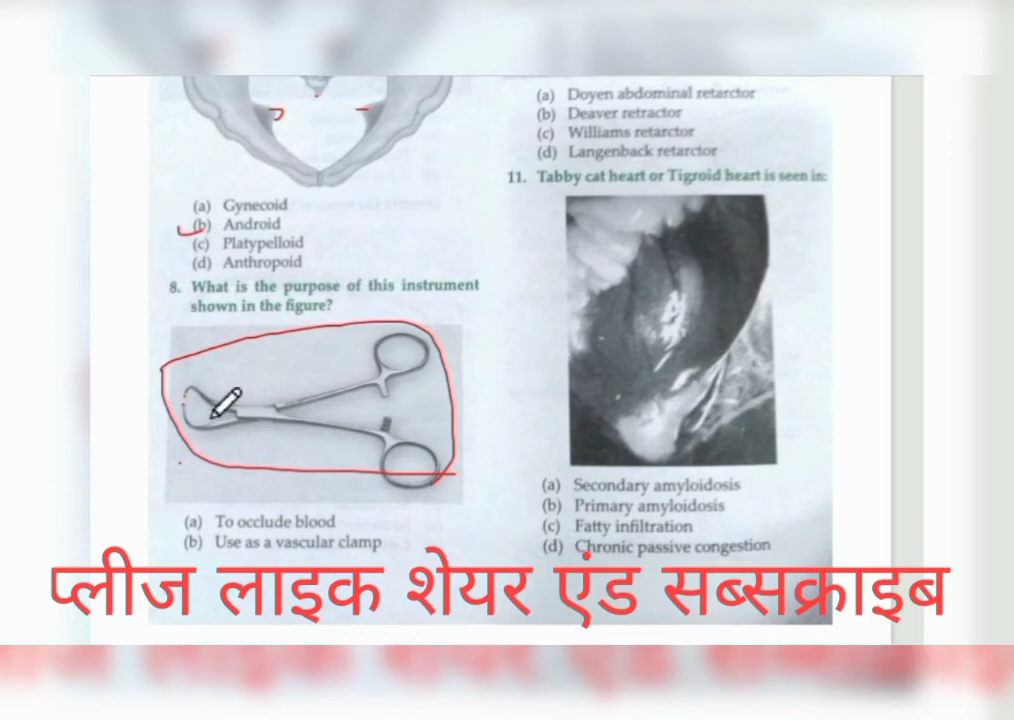 (a) Gynecoid
(b) Android
(c) Platypelloid
(d) Anthropoid
8. What is the purpose of this instrument
shown in the figure?
(a) To occlude blood
(b) Use as a vascular clamp
(a) Doyen abdominal retarctor
(b) Deaver retractor
(c) Williams retarctor
(d) Langenback retarctor
11. Tabby cat heart or Tigroid heart is seen in:
(a) Secondary amyloidosis
(b) Primary amyloidosis
(c) Fatty infiltration
(d) Chronic passive congestion
प्लीज लाइक शेयर एंड सब्सक्राइब